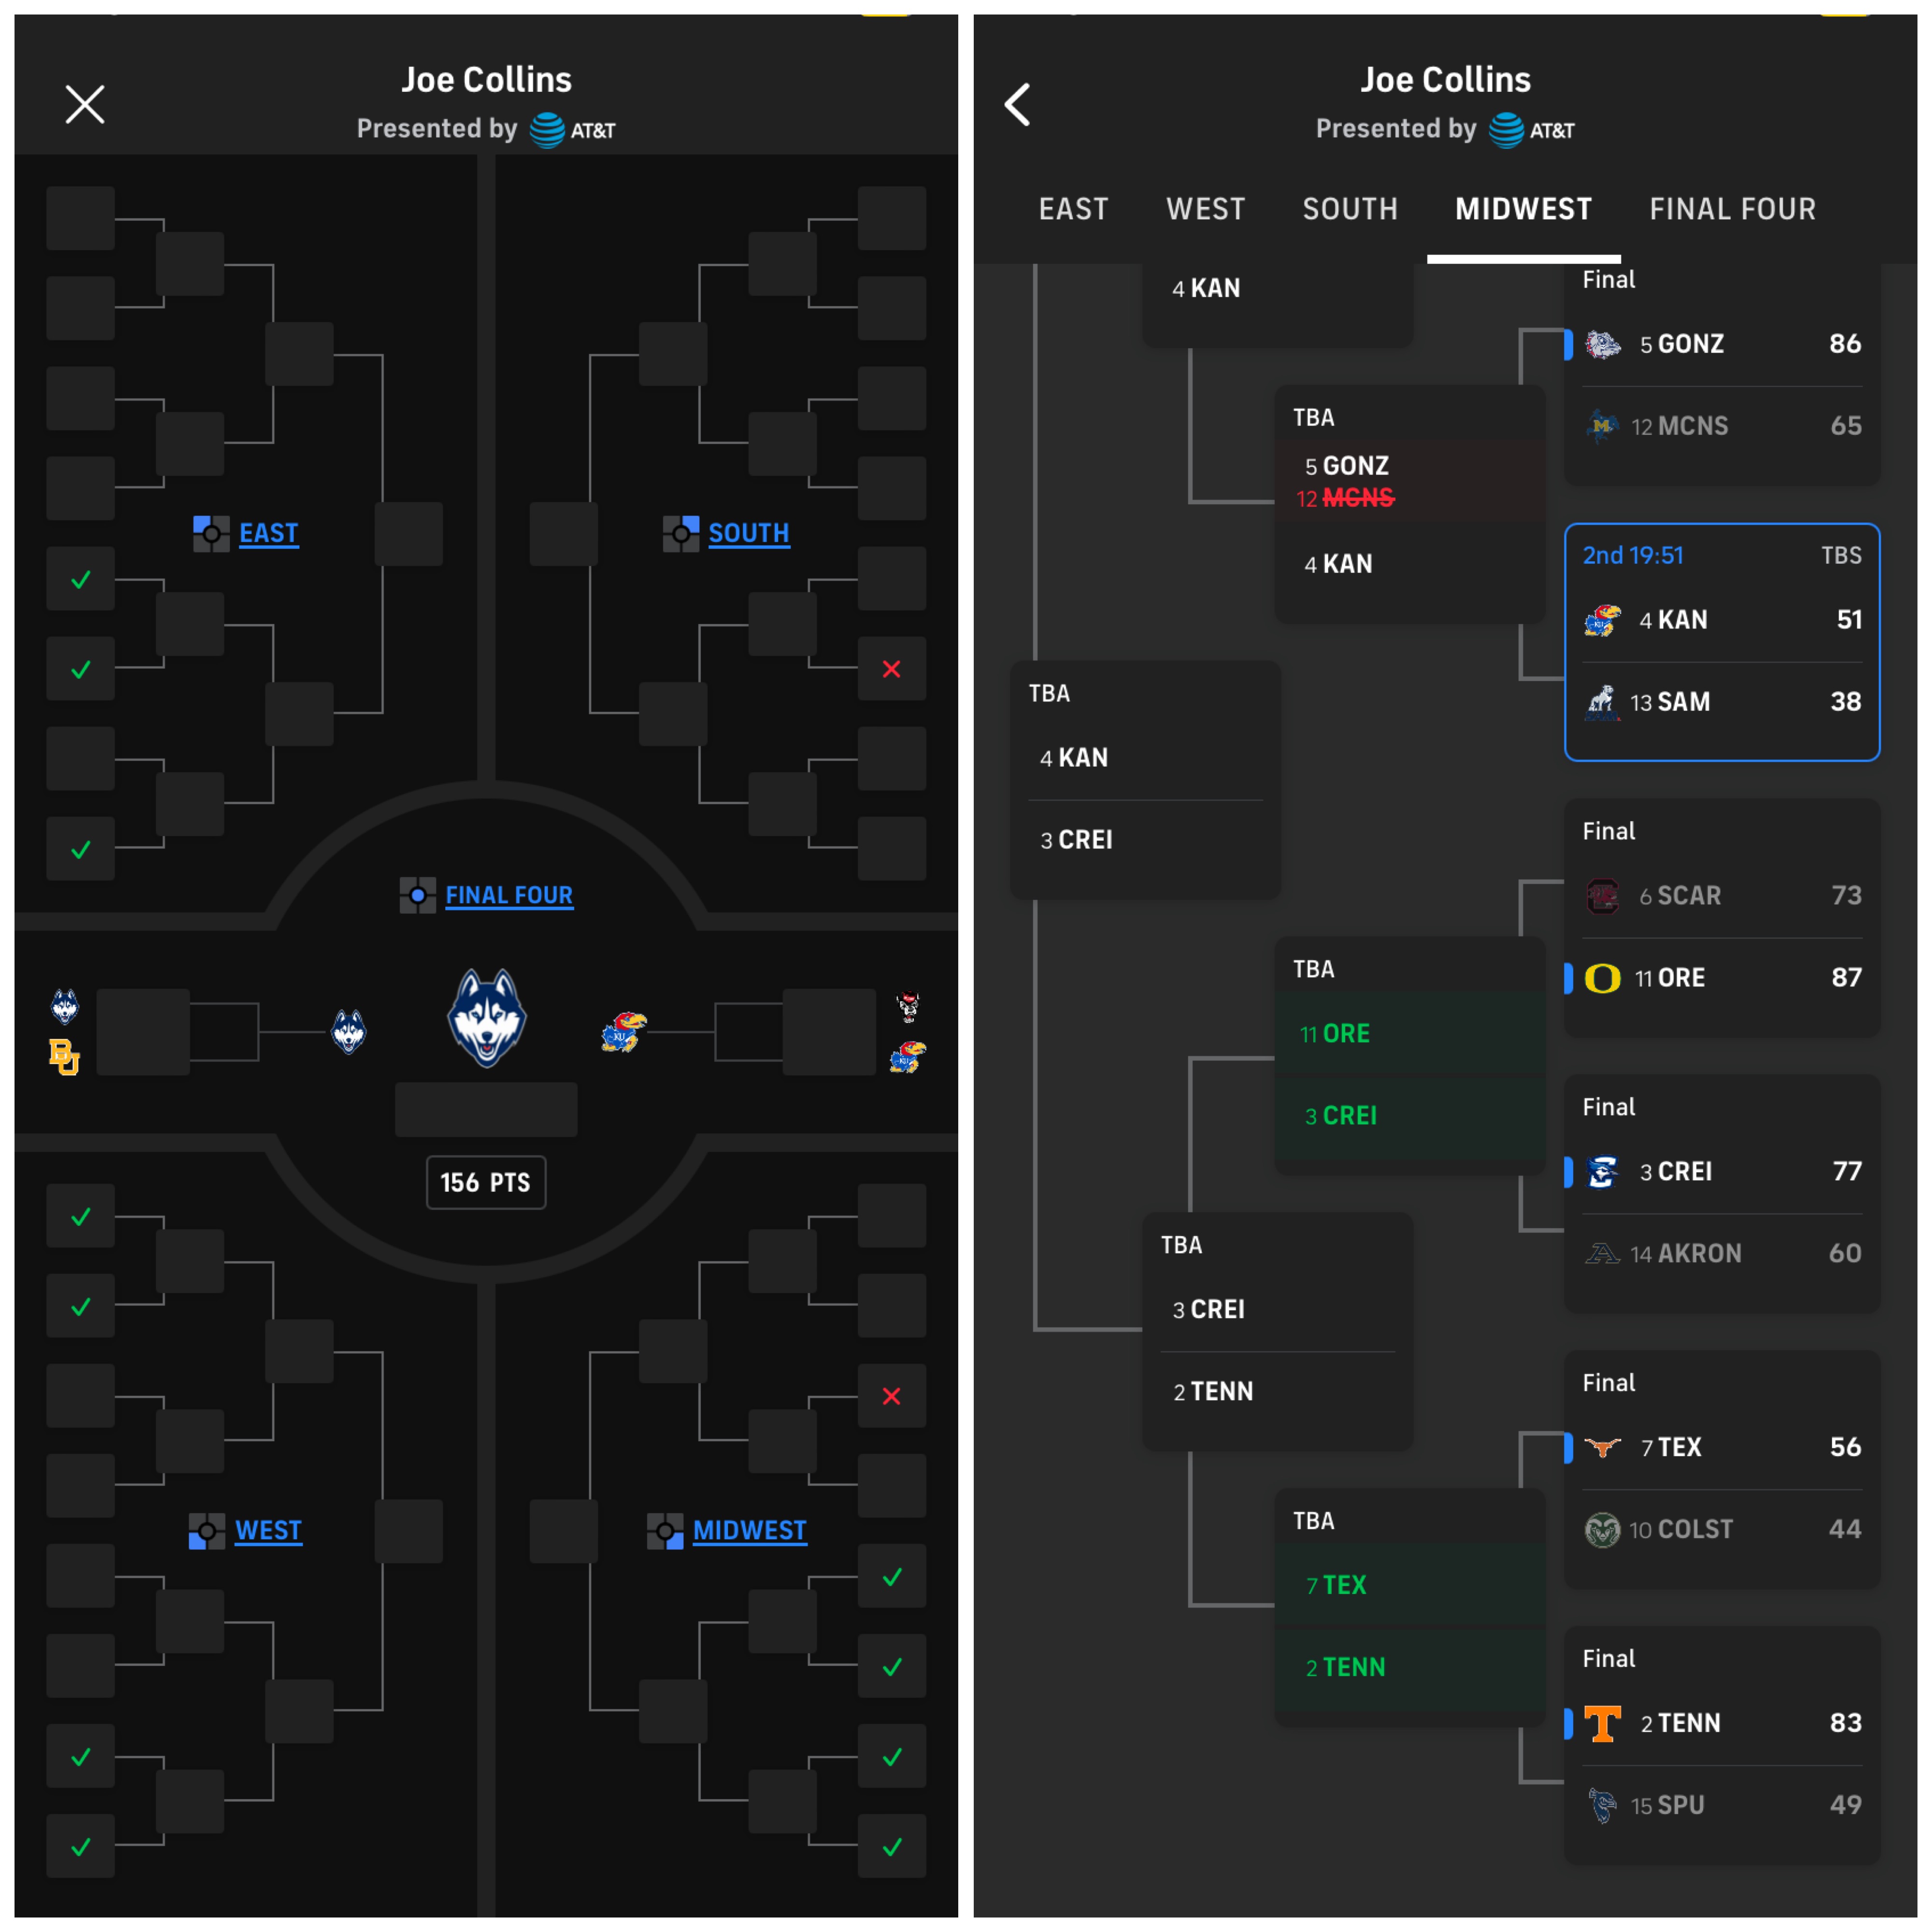 Joe Collins
Presented by AT&T
EAST
SOUTH
FINAL FOUR
BU
KU
KU
156 PTS
WEST
MIDWEST
Joe Collins
Presented by AT&T
EAST WEST SOUTH MIDWEST FINAL FOUR
4 KAN
Final
5 GONZ 86
12 MCNS 65
TBA
5 GONZ
12 MCNS
4 KAN
2nd 19:51 TBS
4 KAN 51
13 SAM 38
TBA
4 KAN
3 CREI
Final
6 SCAR 73
11 ORE 87
TBA
11 ORE
3 CREI
Final
3 CREI 77
14 AKRON 60
TBA
3 CREI
2 TENN
Final
7 TEX 56
10 COLST 44
TBA
7 TEX
2 TENN
Final
2 TENN 83
15 SPU 49